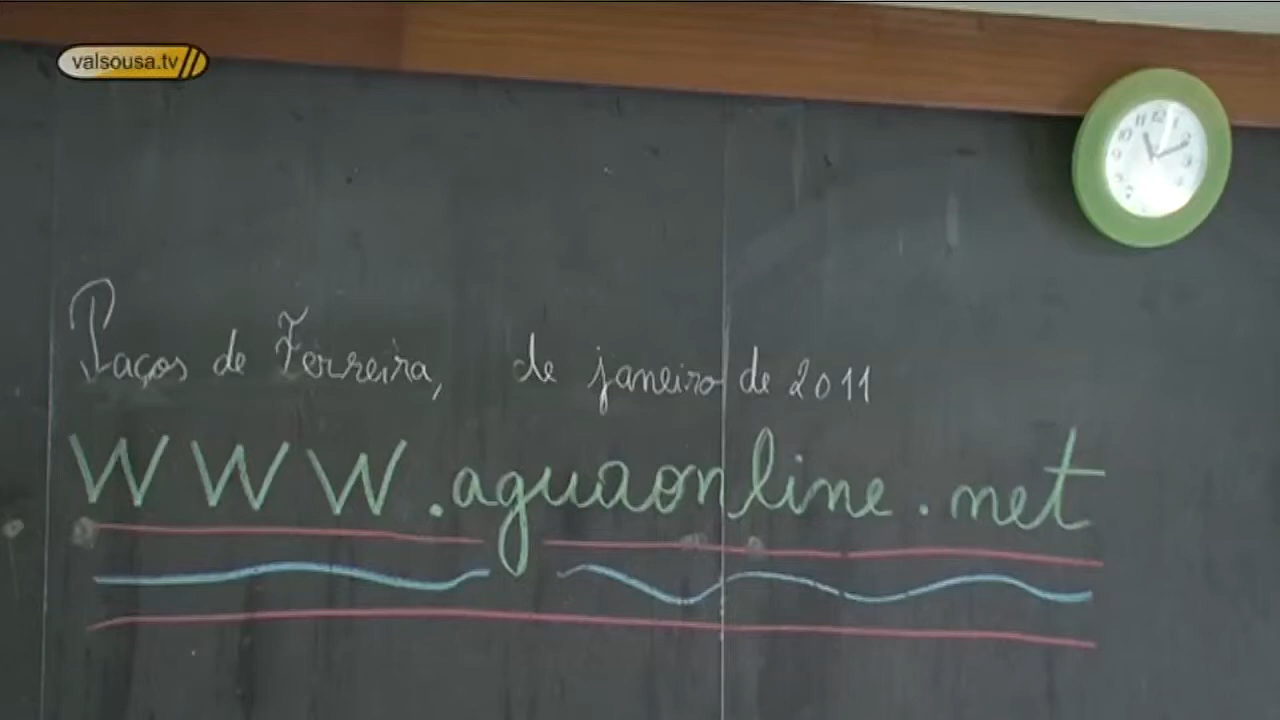 valsousa.tv//
Paços de Ferreira, de janeiro de 2011
www.aguaonline.net